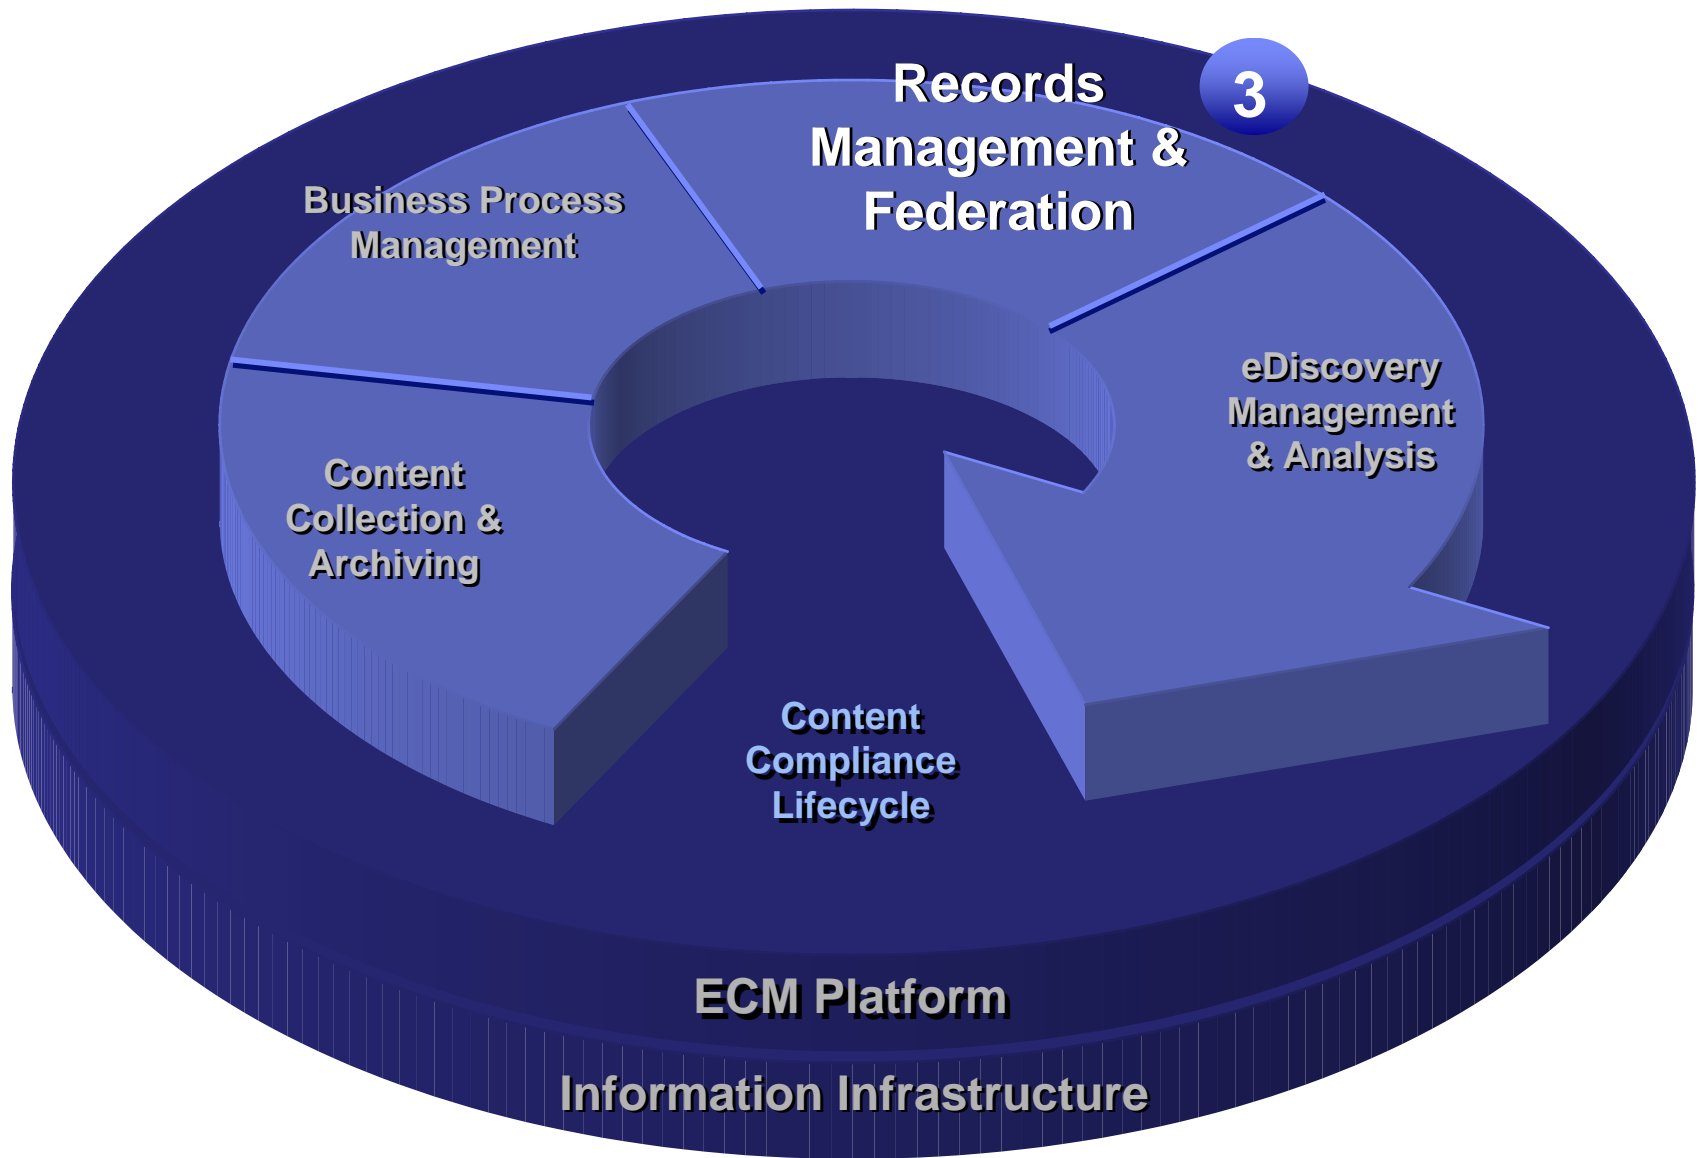 Records
Management &
Federation
3
Business Process
Management
eDiscovery
Management
& Analysis
Content
Collection &
Archiving
Content
Compliance
Lifecycle
ECM Platform
Information Infrastructure